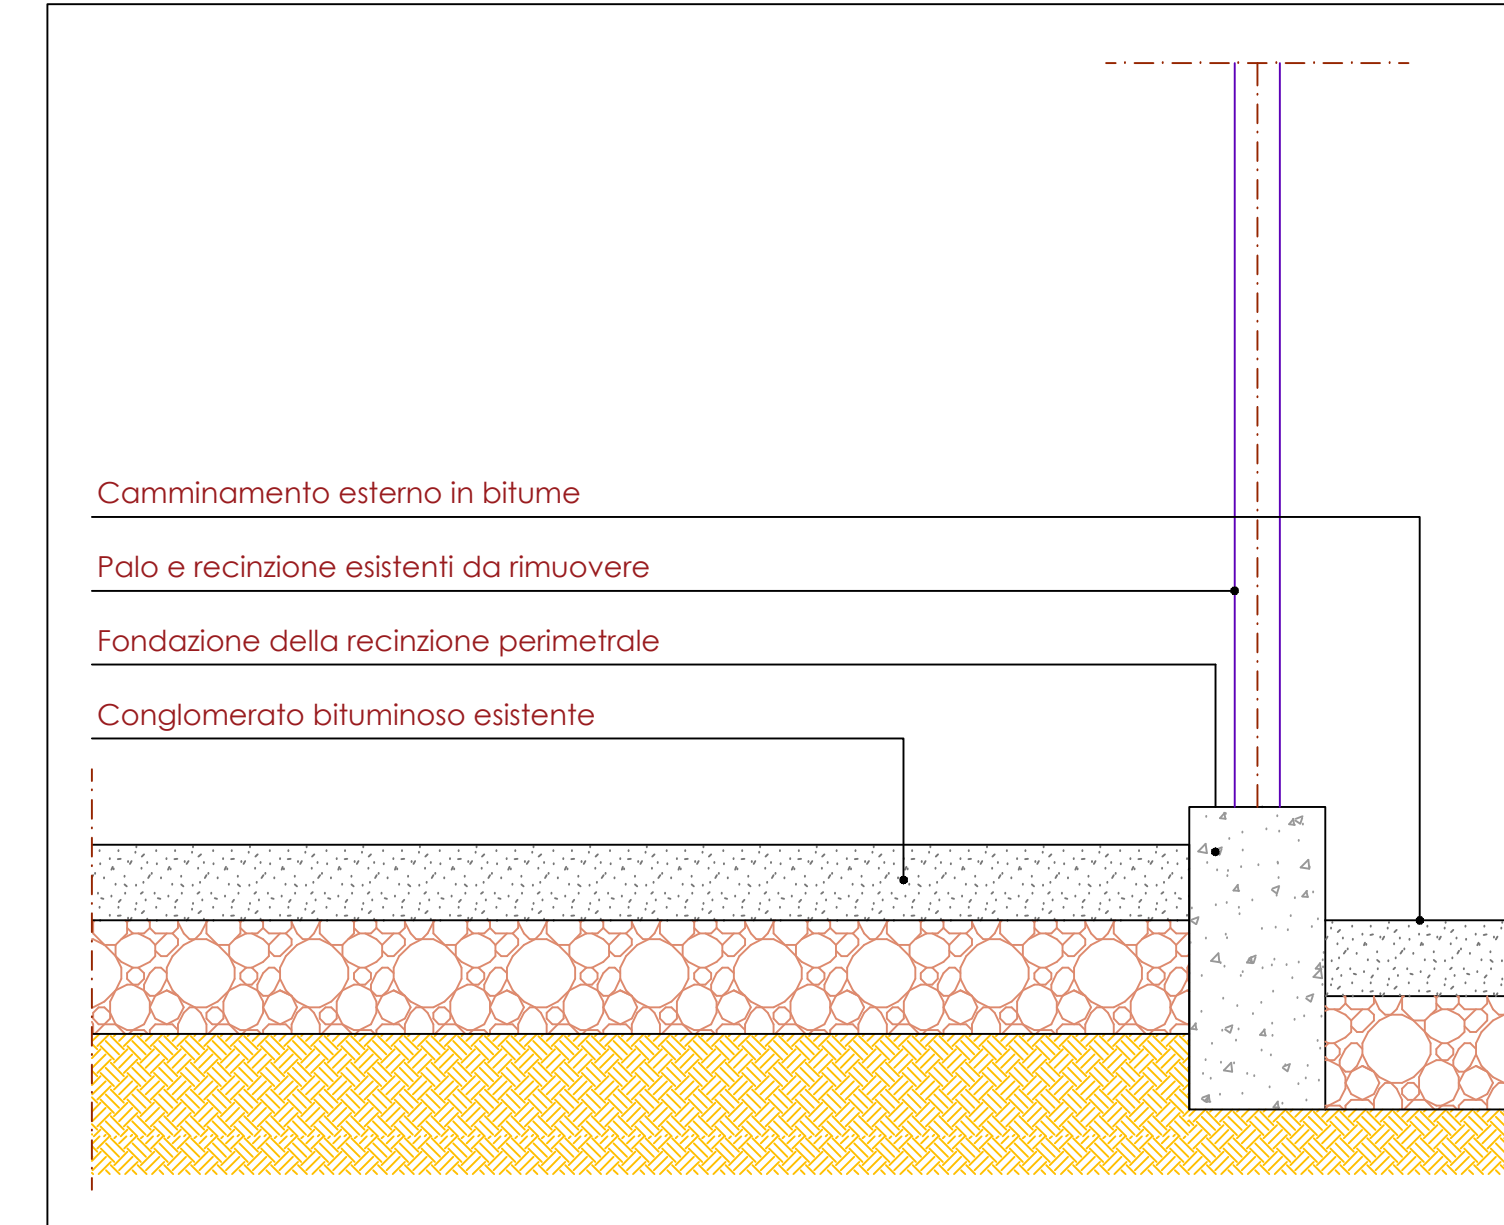 Camminamento esterno in bitume
Palo e recinzione esistenti da rimuovere
Fondazione della recinzione perimetrale
Conglomerato bituminoso esistente